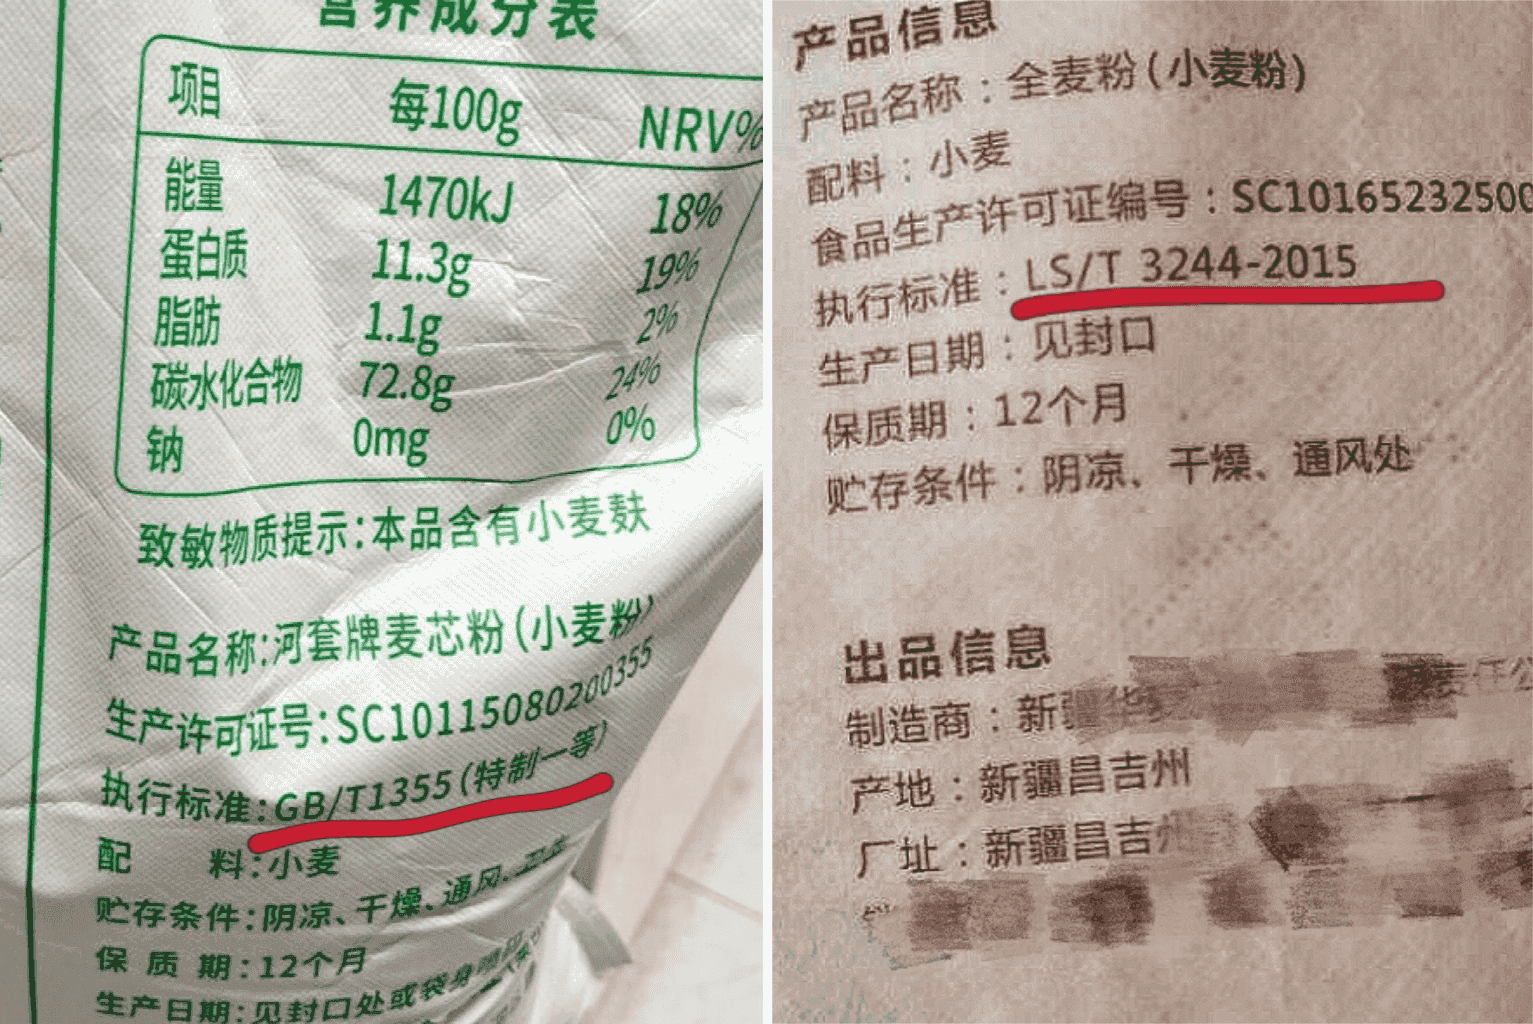 营养成分表
项目 每100g NRV%
能量 1470kJ 18%
蛋白质 11.3g 19%
脂肪 1.1g 2%
碳水化合物 72.8g 24%
钠 0mg 0%
致敏物质提示:本品含有小麦麸
产品名称:河套牌麦芯粉(小麦粉)
生产许可证号:SC10115080200355
执行标准:GB/T1355(特制一等)
配 料:小麦
贮存条件:阴凉、干燥、通风、卫生
保质期:12个月
生产日期:见封口处或袋身喷码
产品信息
产品名称:全麦粉(小麦粉)
配料:小麦
食品生产许可证编号:SC10165232500
执行标准:LS/T 3244-2015
生产日期:见封口
保质期:12个月
贮存条件:阴凉、干燥、通风处
出品信息
制造商:新疆华
产地:新疆昌吉州
厂址:新疆昌吉州